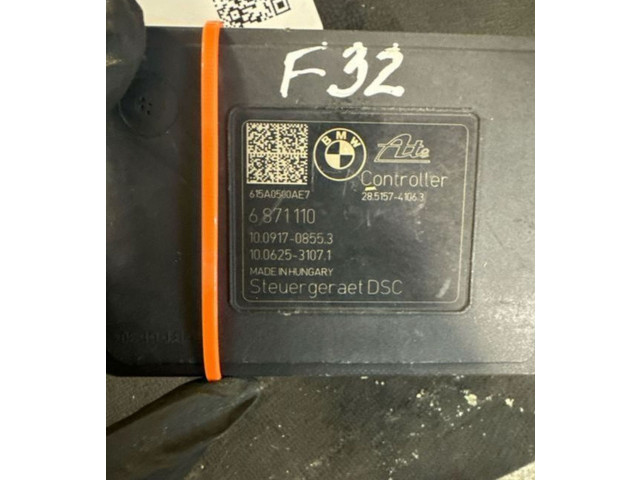 F32
BMW
Ate
Controller
615A0580AE7
28.5157-4106.3
6 871 110
10.0917-0855.3
10.0625-3107.1
MADE IN HUNGARY
Steuergeraet DSC